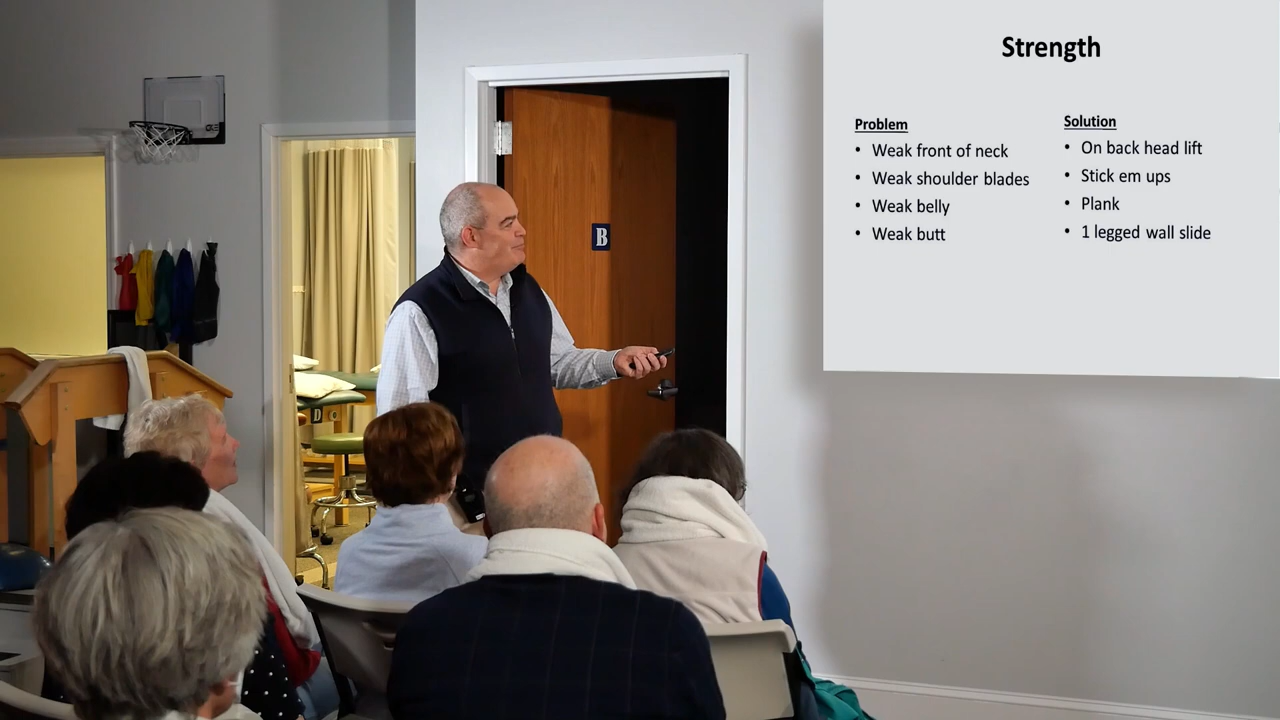 Strength
Problem
• Weak front of neck
• Weak shoulder blades
• Weak belly
• Weak butt
Solution
• On back head lift
• Stick em ups
• Plank
• 1 legged wall slide
B
D